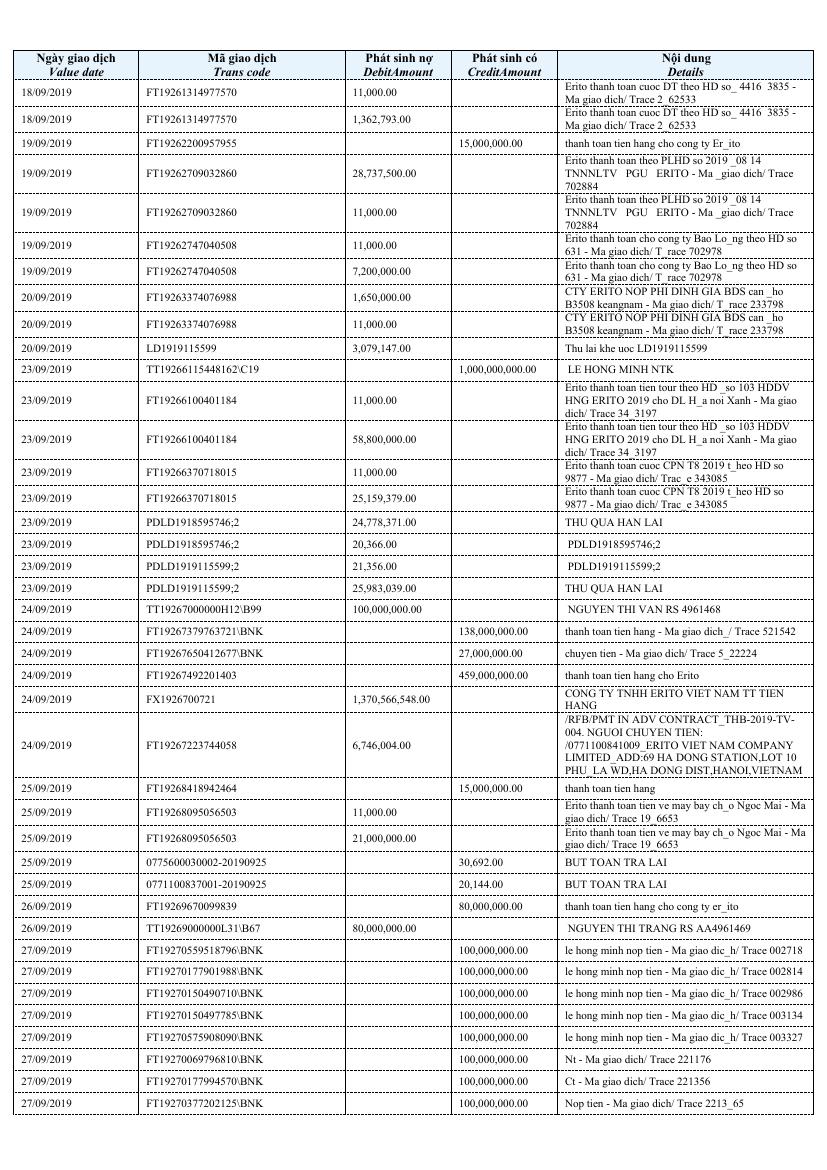 Ngày giao dịch Mã giao dịch Phát sinh nợ Phát sinh có Nội dung
Value date Trans code DebitAmount CreditAmount Details
18/09/2019 FT19261314977570 11,000.00 Erito thanh toan cuoc DT theo HD so_ 4416 3835 -
Ma giao dich/ Trace 2_62533
18/09/2019 FT19261314977570 1,362,793.00 Erito thanh toan cuoc DT theo HD so_ 4416 3835 -
Ma giao dich/ Trace 2_62533
19/09/2019 FT19262200957955 15,000,000.00 thanh toan tien hang cho cong ty Er_ito
19/09/2019 FT19262709032860 28,737,500.00 Erito thanh toan theo PLHD so 2019 _08 14
TNNNLTV PGU ERITO - Ma _giao dich/ Trace
702884
19/09/2019 FT19262709032860 11,000.00 Erito thanh toan theo PLHD so 2019 _08 14
TNNNLTV PGU ERITO - Ma _giao dich/ Trace
702884
19/09/2019 FT19262747040508 11,000.00 Erito thanh toan cho cong ty Bao Lo_ng theo HD so
631 - Ma giao dich/ T_race 702978
19/09/2019 FT19262747040508 7,200,000.00 Erito thanh toan cho cong ty Bao Lo_ng theo HD so
631 - Ma giao dich/ T_race 702978
20/09/2019 FT19263374076988 1,650,000.00 CTY ERITO NOP PHI DINH GIA BDS can _ho
B3508 keangnam - Ma giao dich/ T_race 233798
20/09/2019 FT19263374076988 11,000.00 CTY ERITO NOP PHI DINH GIA BDS can _ho
B3508 keangnam - Ma giao dich/ T_race 233798
20/09/2019 LD1919115599 3,079,147.00 Thu lai khe uoc LD1919115599
23/09/2019 TT19266115448162\C19 1,000,000,000.00 LE HONG MINH NTK
23/09/2019 FT19266100401184 11,000.00 Erito thanh toan tien tour theo HD _so 103 HDDV
HNG ERITO 2019 cho DL H_a noi Xanh - Ma giao
dich/ Trace 34_3197
23/09/2019 FT19266100401184 58,800,000.00 Erito thanh toan tien tour theo HD _so 103 HDDV
HNG ERITO 2019 cho DL H_a noi Xanh - Ma giao
dich/ Trace 34_3197
23/09/2019 FT19266370718015 11,000.00 Erito thanh toan cuoc CPN T8 2019 t_heo HD so
9877 - Ma giao dich/ Trac_e 343085
23/09/2019 FT19266370718015 25,159,379.00 Erito thanh toan cuoc CPN T8 2019 t_heo HD so
9877 - Ma giao dich/ Trac_e 343085
23/09/2019 PDLD1918595746;2 24,778,371.00 THU QUA HAN LAI
23/09/2019 PDLD1918595746;2 20,366.00 PDLD1918595746;2
23/09/2019 PDLD1919115599;2 21,356.00 PDLD1919115599;2
23/09/2019 PDLD1919115599;2 25,983,039.00 THU QUA HAN LAI
24/09/2019 TT19267000000H12\B99 100,000,000.00 NGUYEN THI VAN RS 4961468
24/09/2019 FT19267379763721\BNK 138,000,000.00 thanh toan tien hang - Ma giao dich_/ Trace 521542
24/09/2019 FT19267650412677\BNK 27,000,000.00 chuyen tien - Ma giao dich/ Trace 5_22224
24/09/2019 FT19267492201403 459,000,000.00 thanh toan tien hang cho Erito
24/09/2019 FX1926700721 1,370,566,548.00 CONG TY TNHH ERITO VIET NAM TT TIEN
HANG
24/09/2019 FT19267223744058 6,746,004.00 /RFB/PMT IN ADV CONTRACT_THB-2019-TV-
004. NGUOI CHUYEN TIEN:
/0771100841009_ERITO VIET NAM COMPANY
LIMITED_ADD:69 HA DONG STATION,LOT 10
PHU_LA WD,HA DONG DIST,HANOI,VIETNAM
25/09/2019 FT19268418942464 15,000,000.00 thanh toan tien hang
25/09/2019 FT19268095056503 11,000.00 Erito thanh toan tien ve may bay ch_o Ngoc Mai - Ma
giao dich/ Trace 19_6653
25/09/2019 FT19268095056503 21,000,000.00 Erito thanh toan tien ve may bay ch_o Ngoc Mai - Ma
giao dich/ Trace 19_6653
25/09/2019 0775600030002-20190925 30,692.00 BUT TOAN TRA LAI
25/09/2019 0771100837001-20190925 20,144.00 BUT TOAN TRA LAI
26/09/2019 FT19269670099839 80,000,000.00 thanh toan tien hang cho cong ty er_ito
26/09/2019 TT19269000000L31\B67 80,000,000.00 NGUYEN THI TRANG RS AA4961469
27/09/2019 FT19270559518796\BNK 100,000,000.00 le hong minh nop tien - Ma giao dic_h/ Trace 002718
27/09/2019 FT19270177901988\BNK 100,000,000.00 le hong minh nop tien - Ma giao dic_h/ Trace 002814
27/09/2019 FT19270150490710\BNK 100,000,000.00 le hong minh nop tien - Ma giao dic_h/ Trace 002986
27/09/2019 FT19270150497785\BNK 100,000,000.00 le hong minh nop tien - Ma giao dic_h/ Trace 003134
27/09/2019 FT19270575908090\BNK 100,000,000.00 le hong minh nop tien - Ma giao dic_h/ Trace 003327
27/09/2019 FT19270069796810\BNK 100,000,000.00 Nt - Ma giao dich/ Trace 221176
27/09/2019 FT19270177994570\BNK 100,000,000.00 Ct - Ma giao dich/ Trace 221356
27/09/2019 FT19270377202125\BNK 100,000,000.00 Nop tien - Ma giao dich/ Trace 2213_65